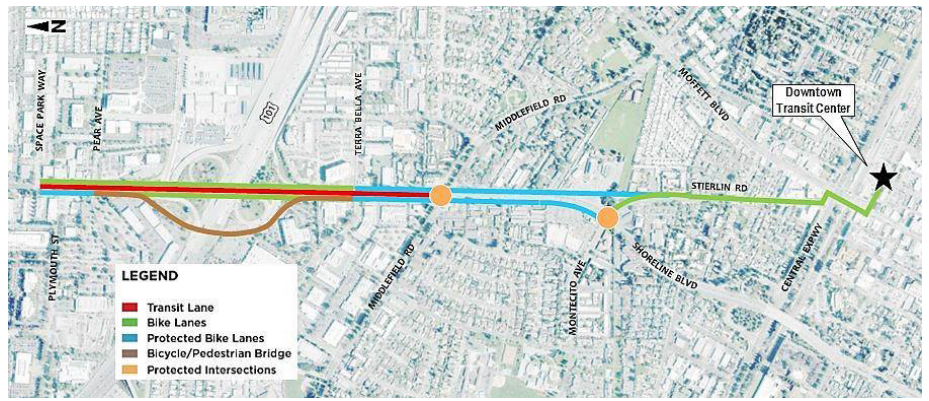 N
SPACE PARK WAY
PEAR AVE
101
TERRA BELLA AVE
MIDDLEFIELD RD
MOFFETT BLVD
Downtown
Transit Center
STIERLIN RD
PLYMOUTH ST
MIDDLEFIELD RD
MONTECITO AVE
SHORELINE BLVD
CENTRAL EXPWY
LEGEND
Transit Lane
Bike Lanes
Protected Bike Lanes
Bicycle/Pedestrian Bridge
Protected Intersections